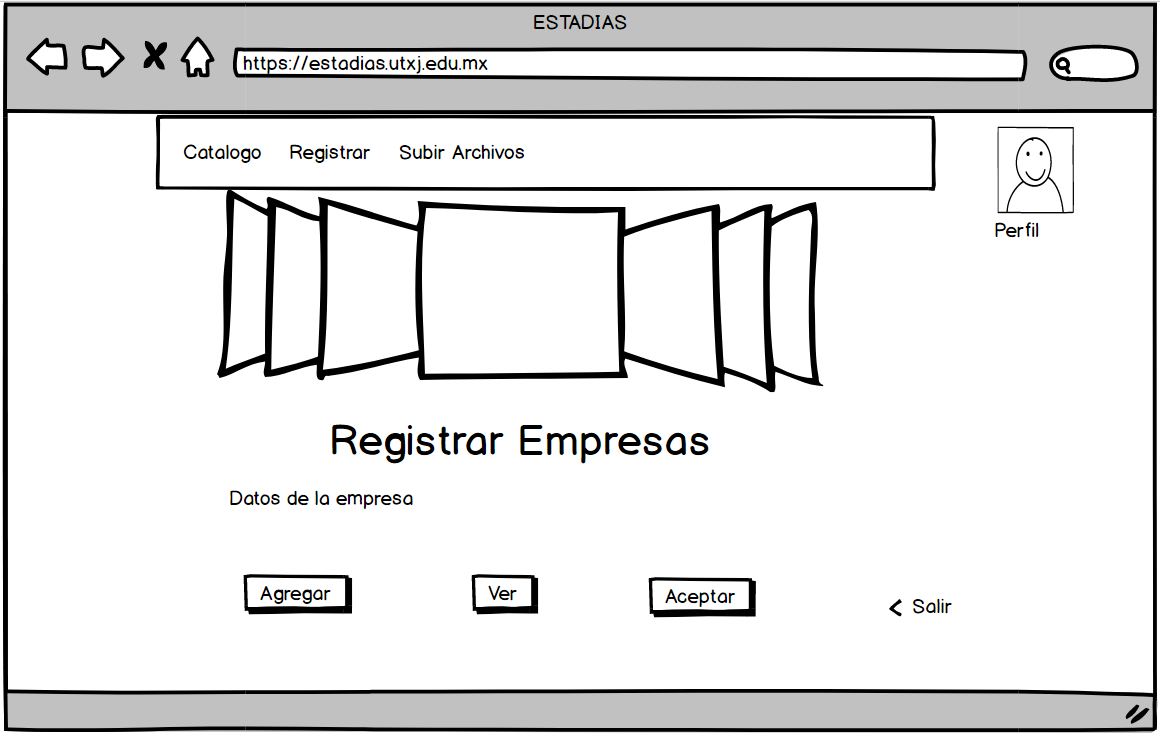 ESTADIAS
https://estadias.utxj.edu.mx
Catalogo Registrar Subir Archivos
Perfil
Registrar Empresas
Datos de la empresa
Agregar Ver Aceptar
Salir